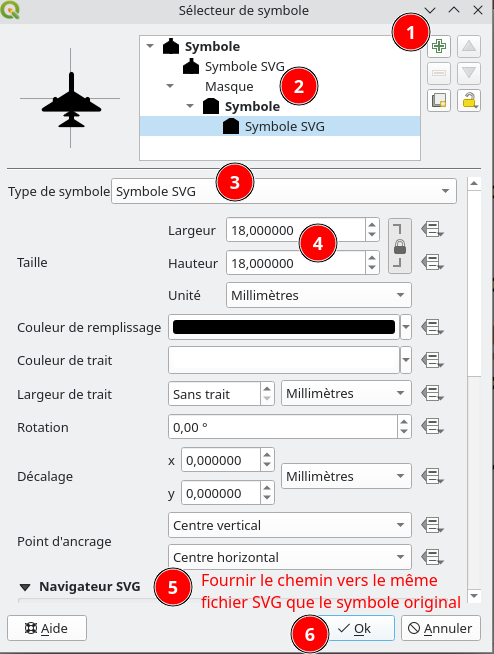 Sélecteur de symbole
1
Symbole
Symbole SVG
Masque
2
Symbole
Symbole SVG
3
Type de symbole Symbole SVG
Largeur 18,000000
4
Taille
Hauteur 18,000000
Unité Millimètres
Couleur de remplissage
Couleur de trait
Largeur de trait Sans trait Millimètres
Rotation 0,00 °
x 0,000000
Décalage Millimètres
y 0,000000
Centre vertical
Point d'ancrage
Centre horizontal
Navigateur SVG
5
Fournir le chemin vers le même
fichier SVG que le symbole original
Aide
6
Ok
Annuler